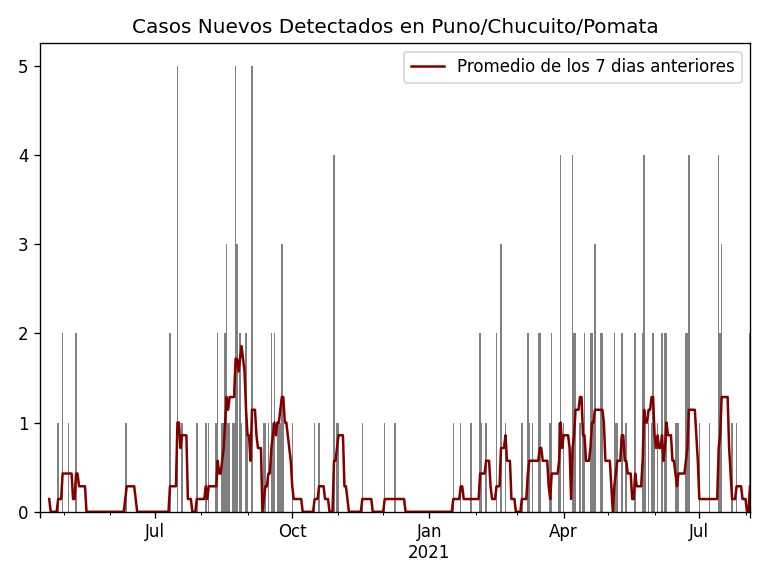 Casos Nuevos Detectados en Puno/Chucuito/Pomata
Promedio de los 7 dias anteriores
5
4
3
2
1
0
Jul
Oct
Jan
2021
Apr
Jul